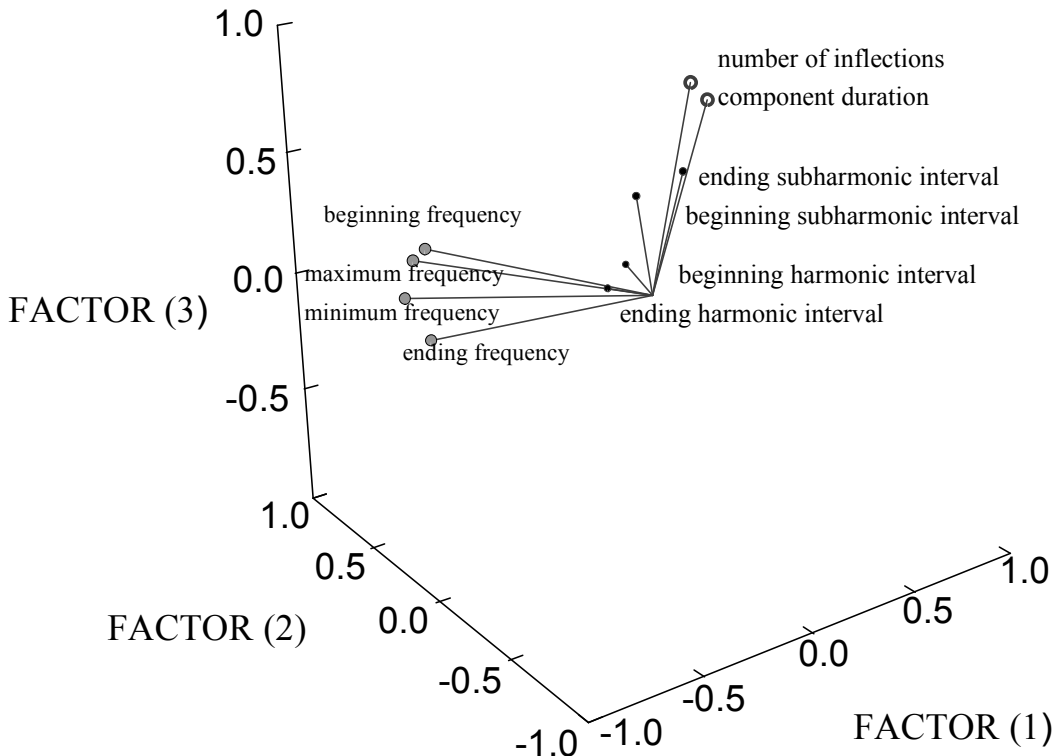 1.0
number of inflections
component duration
0.5
ending subharmonic interval
beginning frequency
beginning subharmonic interval
0.0
maximum frequency
beginning harmonic interval
FACTOR (3)
minimum frequency
ending harmonic interval
ending frequency
-0.5
1.0
0.5
1.0
FACTOR (2)
0.0
0.5
0.0
-0.5
-0.5
-1.0
-1.0
FACTOR (1)